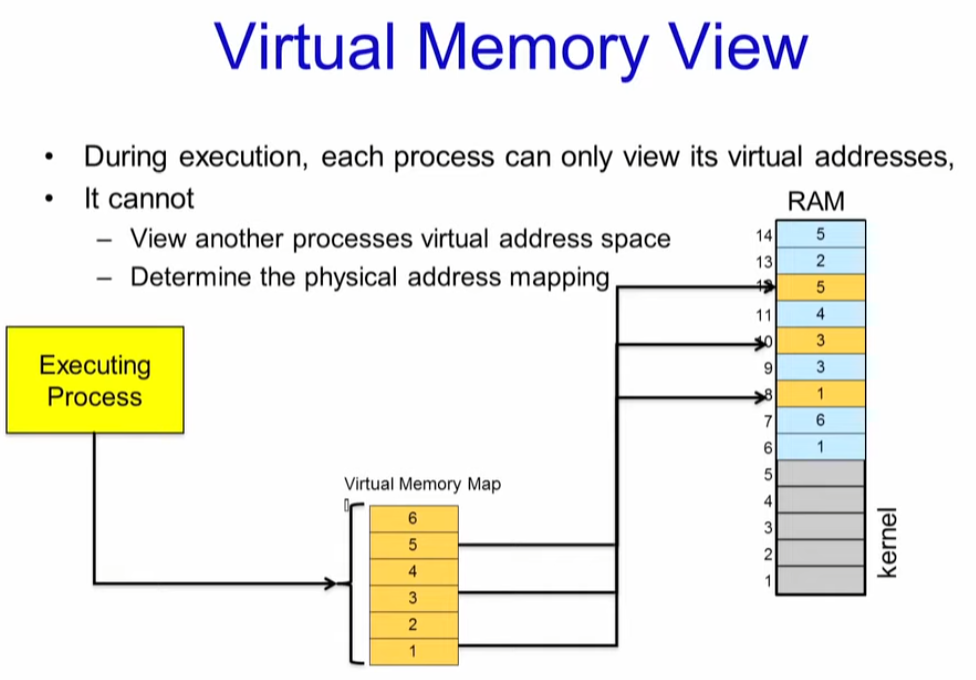 Virtual Memory View
• During execution, each process can only view its virtual addresses,
• It cannot
– View another processes virtual address space
– Determine the physical address mapping
RAM
14 5
13 2
12 5
11 4
10 3
9 3
8 1
7 6
6 1
5
4
3
2
1
kernel
Executing
Process
Virtual Memory Map
6
5
4
3
2
1